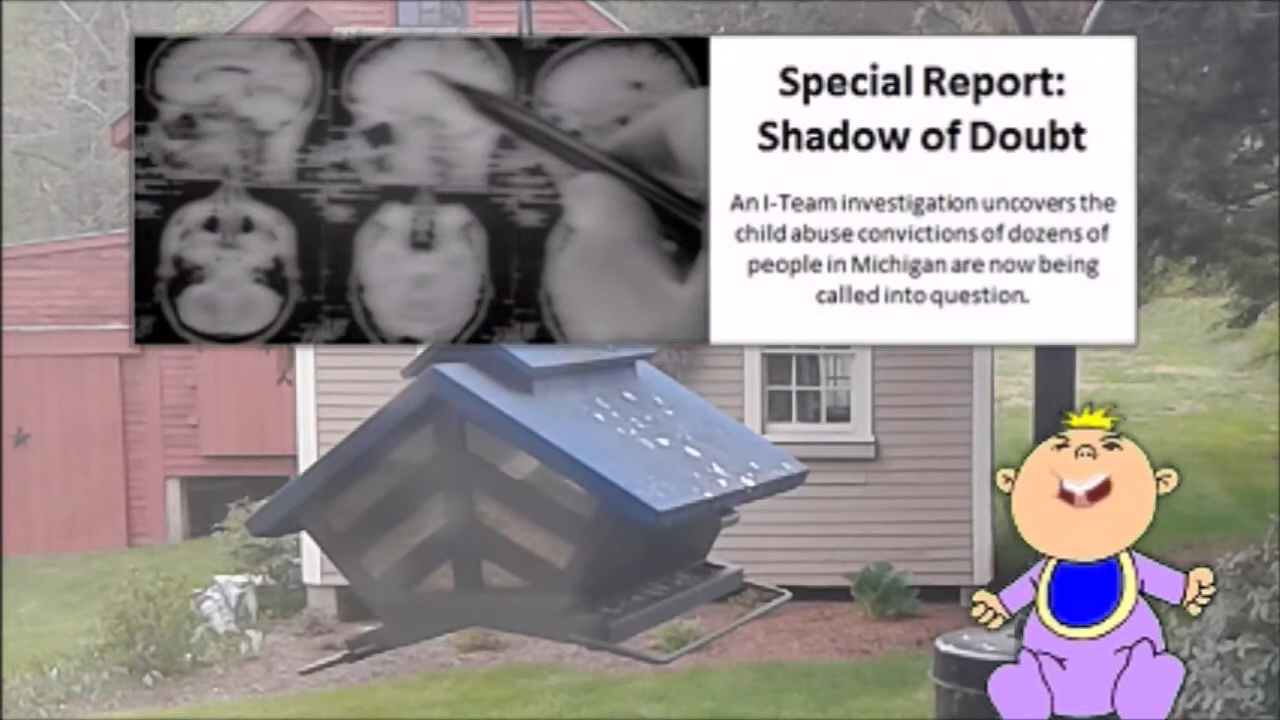 Special Report:
Shadow of Doubt
An I-Team investigation uncovers the
child abuse convictions of dozens of
people in Michigan are now being
called into question.